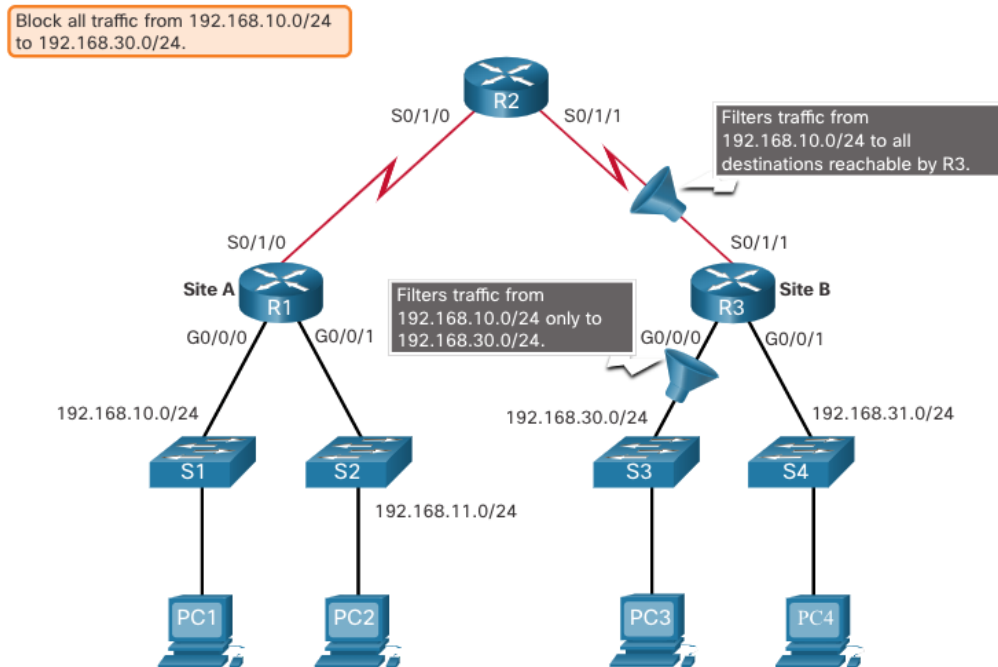 Block all traffic from 192.168.10.0/24
to 192.168.30.0/24.
R2
S0/1/0
S0/1/1
Filters traffic from
192.168.10.0/24 to all
destinations reachable by R3.
S0/1/0
S0/1/1
Site A
R1
Filters traffic from
192.168.10.0/24 only to
192.168.30.0/24.
R3
Site B
G0/0/0
G0/0/1
G0/0/0
G0/0/1
192.168.10.0/24
192.168.30.0/24
192.168.31.0/24
S1
S2
S3
S4
192.168.11.0/24
PC1
PC2
PC3
PC4